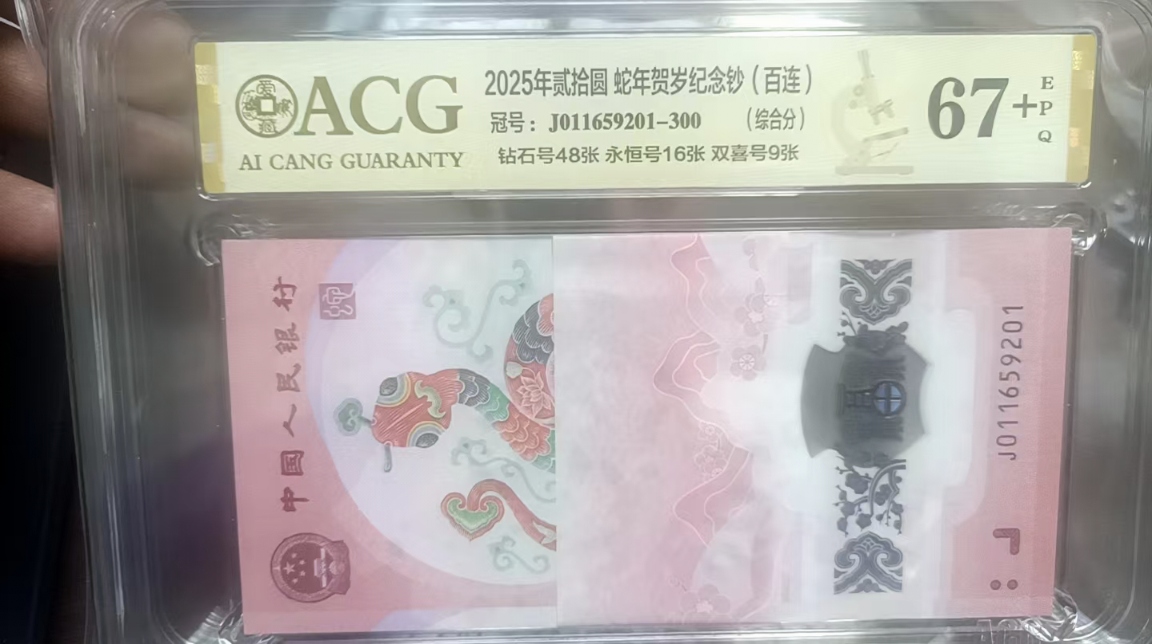 ACG
AI CANG GUARANTY
2025年贰拾圆 蛇年贺岁纪念钞（百连）
冠号：J011659201-300 （综合分）
钻石号48张 永恒号16张 双喜号9张
67+
EPQ
中国人民银行
J011659201